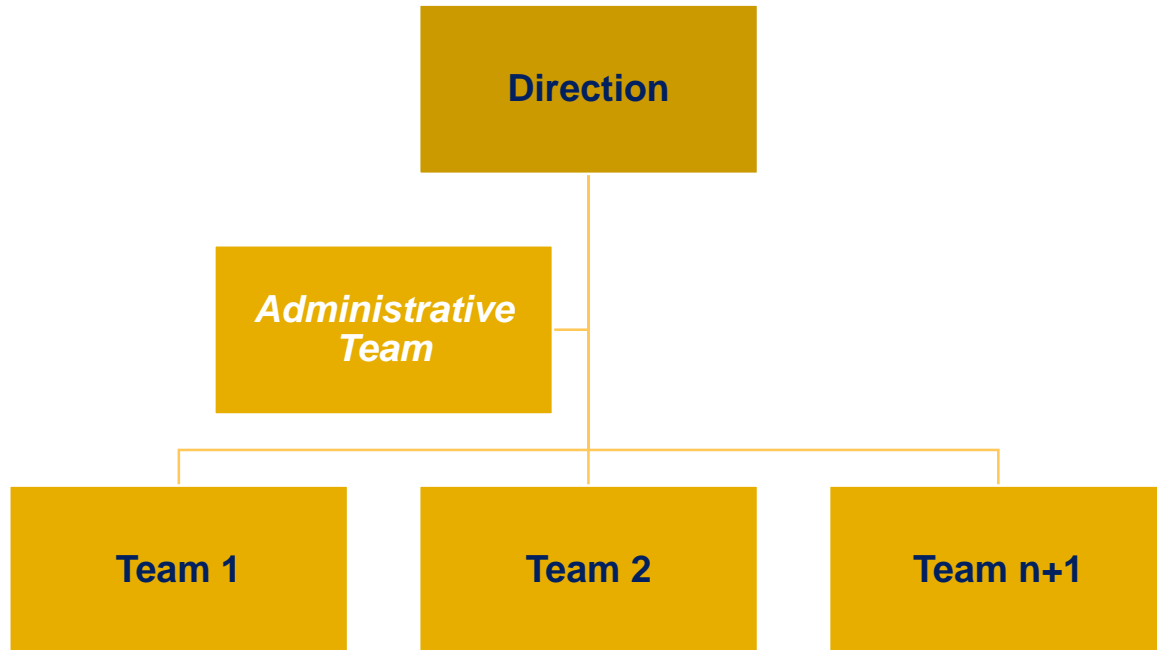 Direction
Administrative
Team
Team 1
Team 2
Team n+1